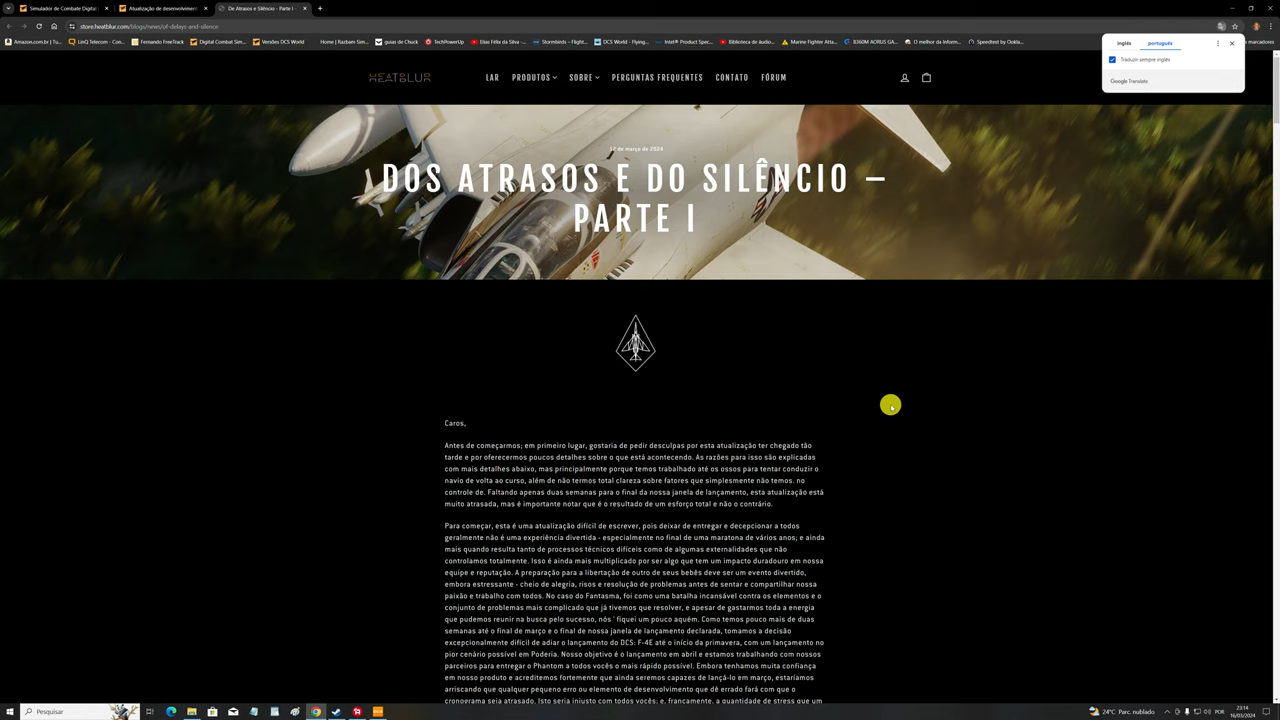 Simulador de Combate Digital
Atualização de desenvolvimen
De Atrasos e Silêncio - Parte I -
store.heatblur.com/blogs/news/of-delays-and-silence
Amazon.com.br | Tu...
LinQ Telecom - Con...
Fernando FreeTrack
Digital Combat Sim...
Versões DCS World
Home | Razbam Sim...
guias de Chuck
TechPowerUp
Elias Félix da Silva -...
Stormbirds – Flight...
DCS World - Flying...
Intel® Product Spec...
Biblioteca de áudio...
Marine Fighter Atta...
B360M AORUS GA...
O melhor da Inform...
Speedtest by Ookla...
s marcadores
inglês
português
Traduzir sempre inglês
Google Translate
HEATBLUR
LAR
PRODUTOS
SOBRE
PERGUNTAS FREQUENTES
CONTATO
FÓRUM
de março de 2024
DOS ATRASOS E DO SILÊNCIO –
PARTE I
Caros,
Antes de começarmos; em primeiro lugar, gostaria de pedir desculpas por esta atualização ter chegado tão
tarde e por oferecermos poucos detalhes sobre o que está acontecendo. As razões para isso são explicadas
com mais detalhes abaixo, mas principalmente porque temos trabalhado até os ossos para tentar conduzir o
navio de volta ao curso, além de não termos total clareza sobre fatores que simplesmente não temos. no
controle de. Faltando apenas duas semanas para o final da nossa janela de lançamento, esta atualização está
muito atrasada, mas é importante notar que é o resultado de um esforço total e não o contrário.
Para começar, esta é uma atualização difícil de escrever, pois deixar de entregar e decepcionar a todos
geralmente não é uma experiência divertida - especialmente no final de uma maratona de vários anos; e ainda
mais quando resulta tanto de processos técnicos difíceis como de algumas externalidades que não
controlamos totalmente. Isso é ainda mais multiplicado por ser algo que tem um impacto duradouro em nossa
equipe e reputação. A preparação para a libertação de outro de seus bebês deve ser um evento divertido,
embora estressante - cheio de alegria, risos e resolução de problemas antes de sentar e compartilhar nossa
paixão e trabalho com todos. No caso do Fantasma, foi como uma batalha incansável contra os elementos e o
conjunto de problemas mais complicado que já tivemos que resolver, e apesar de gastarmos toda a energia
que pudemos reunir na busca pelo sucesso, nós ' fiquei um pouco aquém. Como temos pouco mais de duas
semanas até o final de março e o final de nossa janela de lançamento declarada, tomamos a decisão
excepcionalmente difícil de adiar o lançamento do DCS: F-4E até o início da primavera, com um lançamento no
pior cenário possível em Poderia. Nosso objetivo é o lançamento em abril e estamos trabalhando com nossos
parceiros para entregar o Phantom a todos vocês o mais rápido possível. Embora tenhamos muita confiança
em nosso produto e acreditemos fortemente que ainda seremos capazes de lançá-lo em março, estaríamos
arriscando que qualquer pequeno erro ou elemento de desenvolvimento que dê errado fará com que o
cronograma seja atrasado. Isto seria injusto com todos vocês; e, francamente, a quantidade de stress que um
Pesquisar
24°C Parc. nublado
POR
23:14
16/03/2024